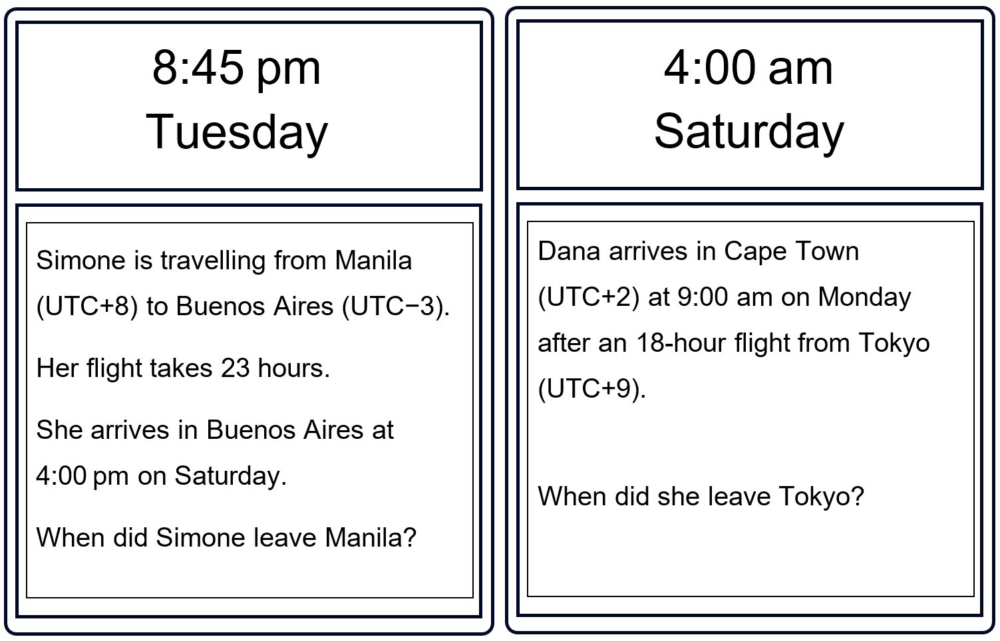 8:45 pm
Tuesday
Simone is travelling from Manila
(UTC+8) to Buenos Aires (UTC−3).
Her flight takes 23 hours.
She arrives in Buenos Aires at
4:00 pm on Saturday.
When did Simone leave Manila?
4:00 am
Saturday
Dana arrives in Cape Town
(UTC+2) at 9:00 am on Monday
after an 18-hour flight from Tokyo
(UTC+9).
When did she leave Tokyo?